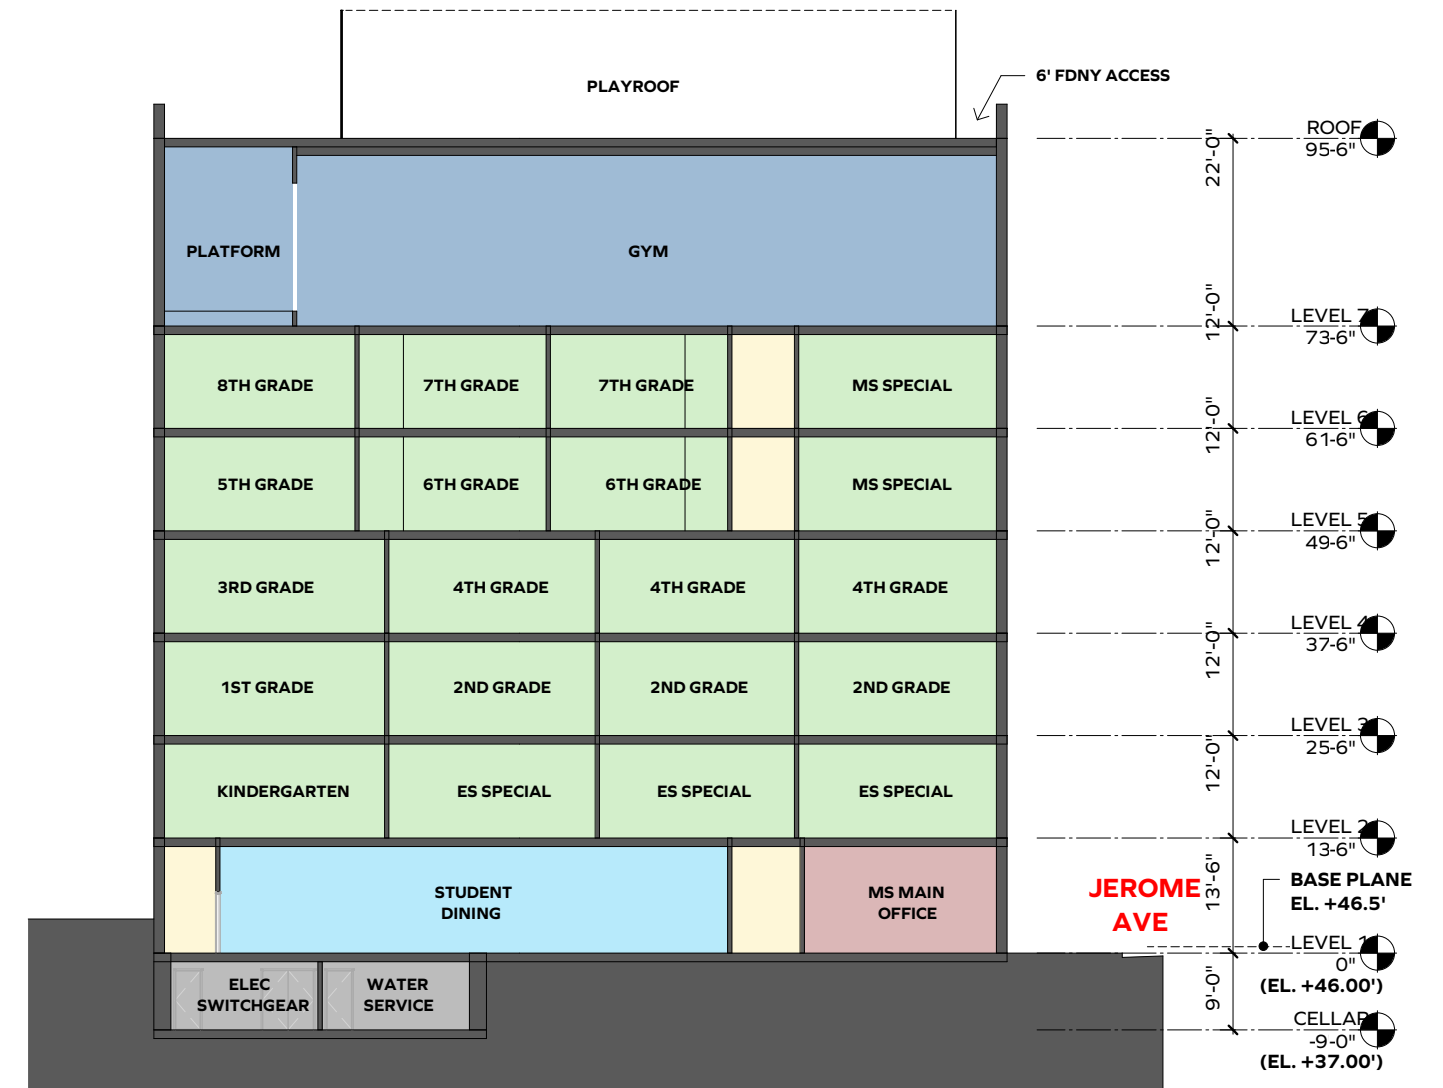 PLAYROOF
6' FDNY ACCESS
ROOF
95-6"
22'-0"
PLATFORM
GYM
12'-0"
LEVEL 7
73-6"
8TH GRADE
7TH GRADE
7TH GRADE
MS SPECIAL
12'-0"
LEVEL 6
61-6"
5TH GRADE
6TH GRADE
6TH GRADE
MS SPECIAL
12'-0"
LEVEL 5
49-6"
3RD GRADE
4TH GRADE
4TH GRADE
4TH GRADE
12'-0"
LEVEL 4
37-6"
1ST GRADE
2ND GRADE
2ND GRADE
2ND GRADE
12'-0"
LEVEL 3
25-6"
KINDERGARTEN
ES SPECIAL
ES SPECIAL
ES SPECIAL
LEVEL 2
13-6"
STUDENT
DINING
MS MAIN
OFFICE
JEROME
AVE
13'-6"
BASE PLANE
EL. +46.5'
LEVEL 1
0"
(EL. +46.00')
ELEC
SWITCHGEAR
WATER
SERVICE
9'-0"
CELLAR
-9-0"
(EL. +37.00')